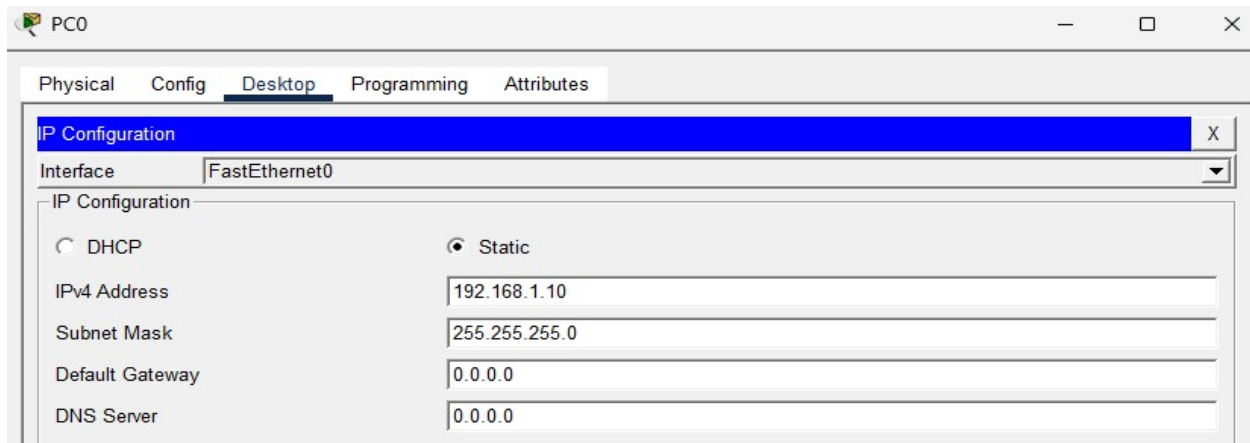 PC0
Physical Config Desktop Programming Attributes
IP Configuration X
Interface FastEthernet0
IP Configuration
DHCP Static
IPv4 Address 192.168.1.10
Subnet Mask 255.255.255.0
Default Gateway 0.0.0.0
DNS Server 0.0.0.0